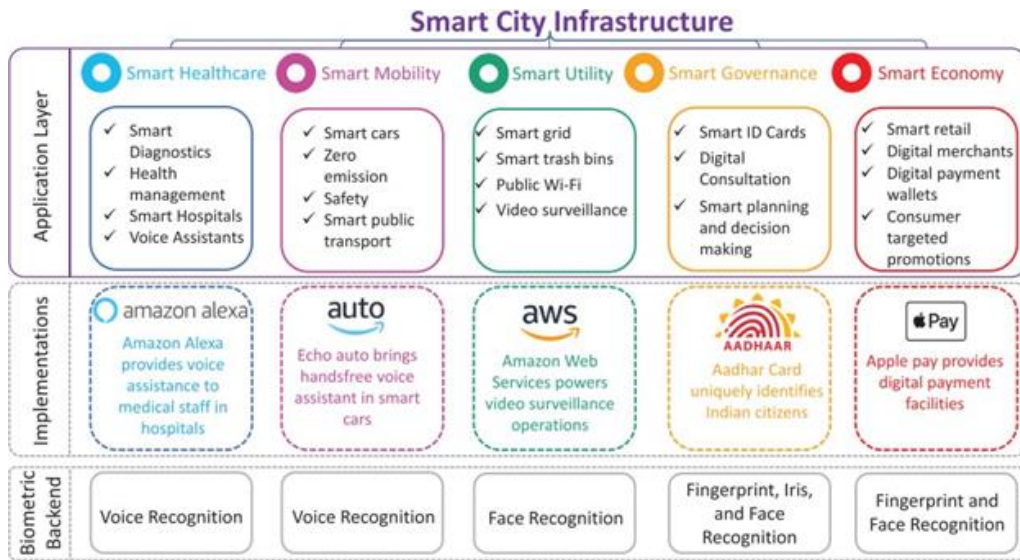 Smart City Infrastructure
Application Layer
Smart Healthcare
✓ Smart
Diagnostics
✓ Health
management
✓ Smart Hospitals
✓ Voice Assistants
Smart Mobility
✓ Smart cars
✓ Zero
emission
✓ Safety
✓ Smart public
transport
Smart Utility
✓ Smart grid
✓ Smart trash bins
✓ Public Wi-Fi
✓ Video surveillance
Smart Governance
✓ Smart ID Cards
✓ Digital
Consultation
✓ Smart planning
and decision
making
Smart Economy
✓ Smart retail
✓ Digital merchants
✓ Digital payment
wallets
✓ Consumer
targeted
promotions
Implementations
amazon alexa
Amazon Alexa
provides voice
assistance to
medical staff in
hospitals
auto
Echo auto brings
handsfree voice
assistant in smart
cars
aws
Amazon Web
Services powers
video surveillance
operations
AADHAAR
Aadhar Card
uniquely identifies
Indian citizens
Pay
Apple pay provides
digital payment
facilities
Biometric
Backend
Voice Recognition
Voice Recognition
Face Recognition
Fingerprint, Iris,
and Face
Recognition
Fingerprint and
Face Recognition